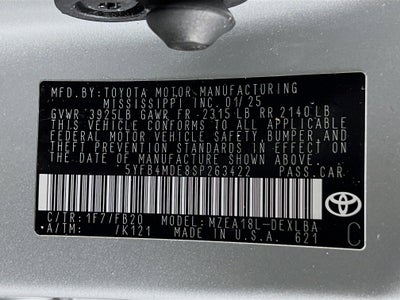 MFD.BY: TOYOTA MOTOR MANUFACTURING
MISSISSIPPI INC. 01/25
GVWR 3925LB GAWR FR 2315 LB RR 2140 LB
THIS VEHICLE CONFORMS TO ALL APPLICABLE
FEDERAL MOTOR VEHICLE SAFETY, BUMPER, AND
THEFT PREVENTION STANDARDS IN EFFECT ON
THE DATE OF MANUFACTURE SHOWN ABOVE.
5YFB4MDE8SP263422 PASS.CAR
C/TR: 1F7/FB20 MODEL: MZEA18L-DEXLBA
A/TM: /K121 MADE IN U.S.A. 621
C